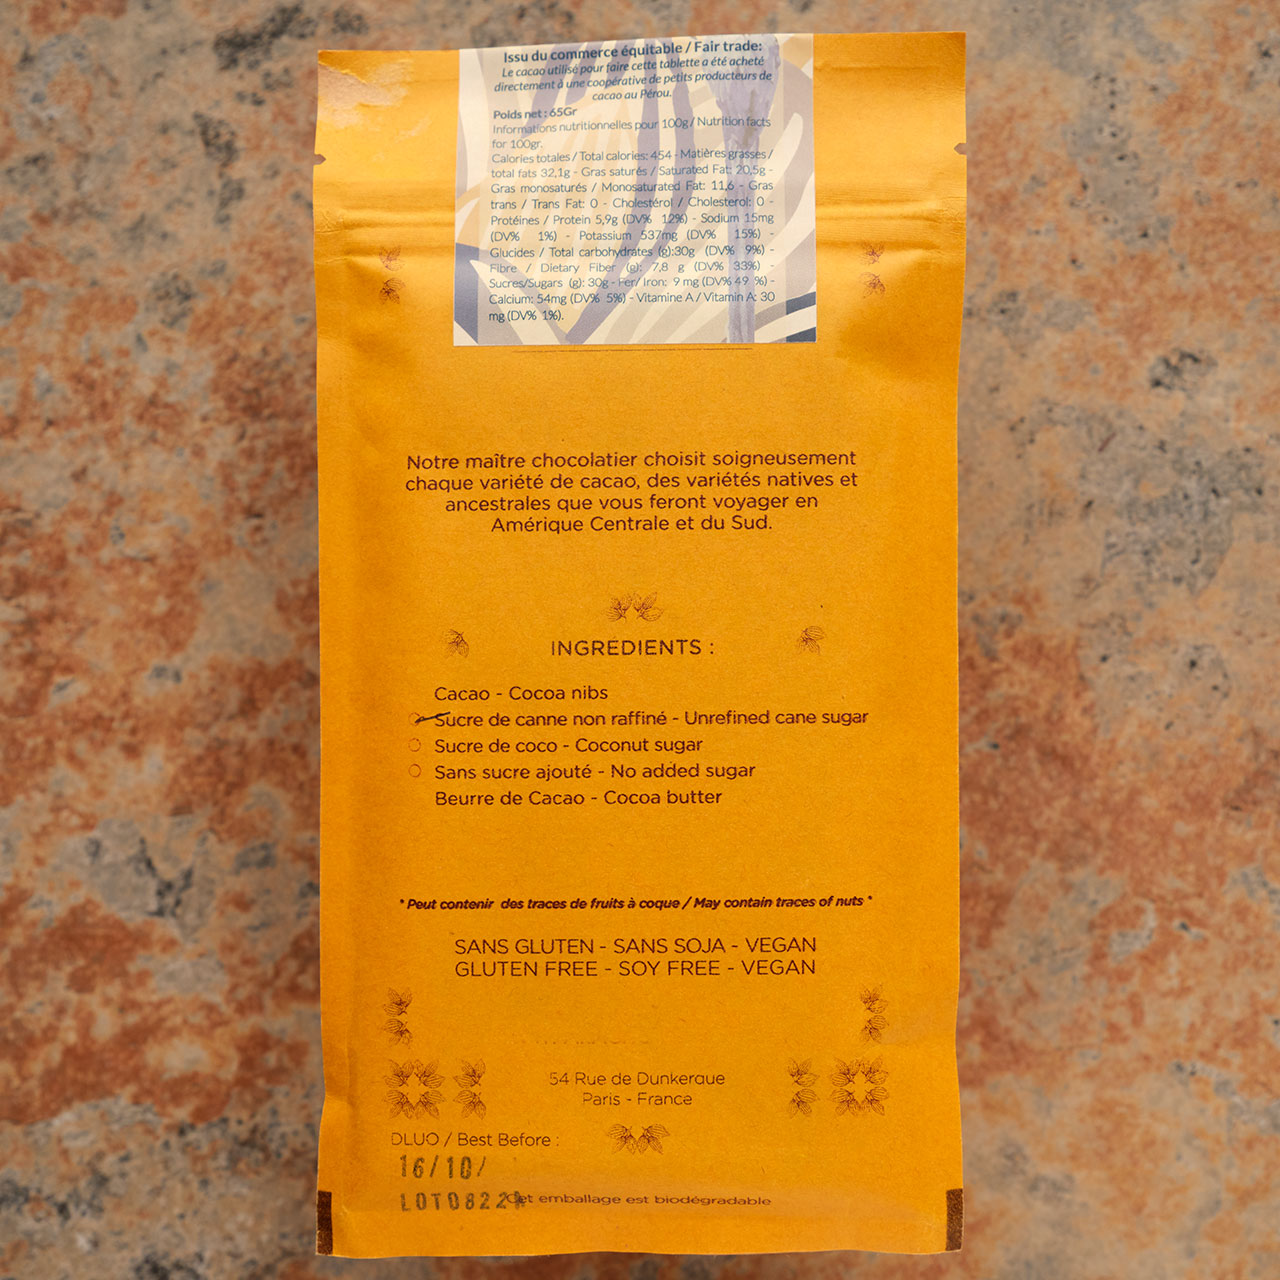 Issu du commerce équitable / Fair trade:
Le cacao utilisé pour faire cette tablette a été acheté
directement à une coopérative de petits producteurs de
cacao au Pérou.
Poids net : 65Gr
Informations nutritionnelles pour 100g / Nutrition facts
for 100gr.
Calories totales / Total calories: 454 - Matières grasses /
total fats 32,1g - Gras saturés / Saturated Fat: 20,5g -
Gras monosaturés / Monosaturated Fat: 11,6 - Gras
trans / Trans Fat: 0 - Cholestérol / Cholesterol: 0 -
Protéines / Protein 5,9g (DV% 12%) - Sodium 15mg
(DV% 1%) - Potassium 537mg (DV% 15%) -
Glucides / Total carbohydrates (g):30g (DV% 9%) -
Fibre / Dietary Fiber (g): 7,8 g (DV% 33%) -
Sucres/Sugars (g): 30g - Fer/ Iron: 9 mg (DV% 49 %) -
Calcium: 54mg (DV% 5%) - Vitamine A / Vitamin A: 30
mg (DV% 1%).
Notre maître chocolatier choisit soigneusement
chaque variété de cacao, des variétés natives et
ancestrales que vous feront voyager en
Amérique Centrale et du Sud.
INGREDIENTS :
Cacao - Cocoa nibs
Sucre de canne non raffiné - Unrefined cane sugar
Sucre de coco - Coconut sugar
Sans sucre ajouté - No added sugar
Beurre de Cacao - Cocoa butter
* Peut contenir des traces de fruits à coque / May contain traces of nuts *
SANS GLUTEN - SANS SOJA - VEGAN
GLUTEN FREE - SOY FREE - VEGAN
54 Rue de Dunkerque
Paris - France
DLUO / Best Before :
16/10/
LOT0822A
Cet emballage est biodégradable